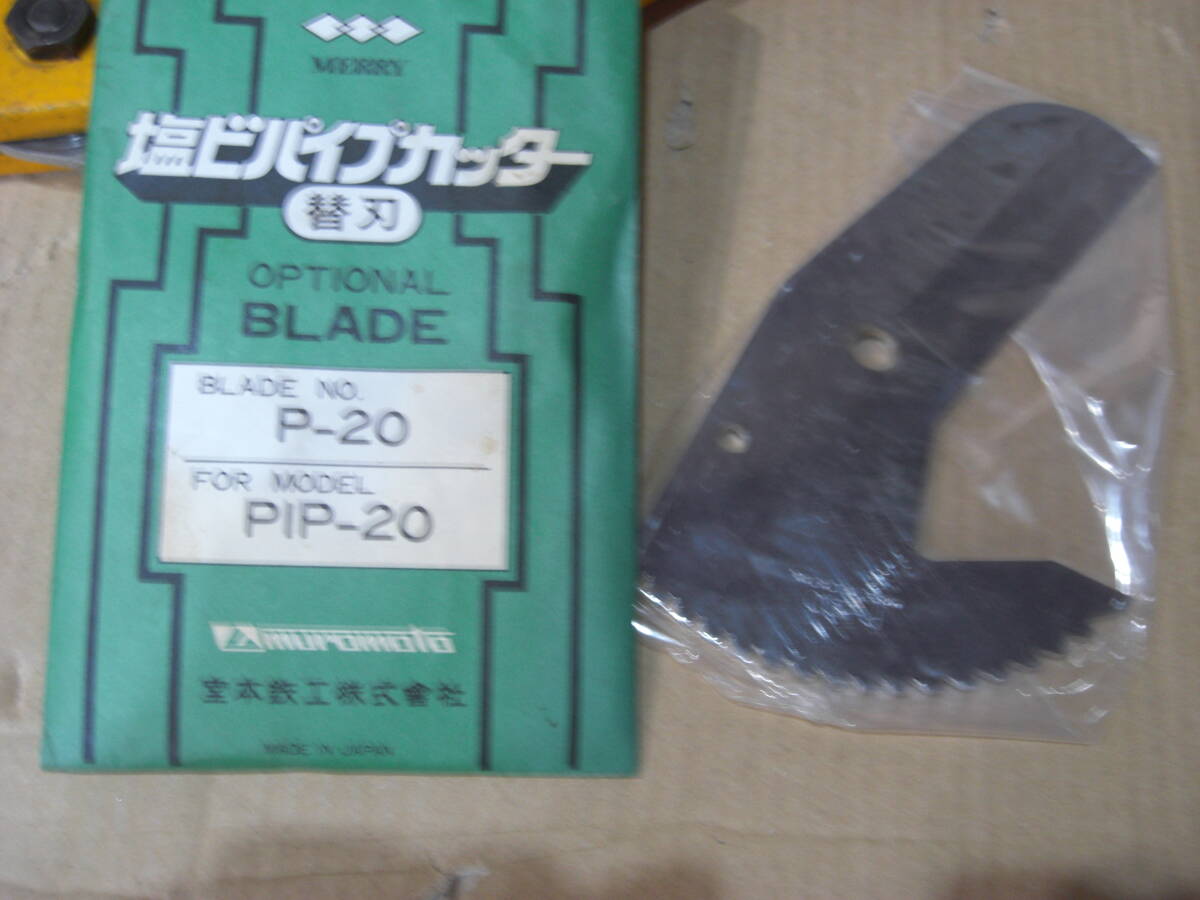 MERRY
塩ビパイプカッター
替刃
OPTIONAL
BLADE
BLADE NO.
P-20
FOR MODEL
PIP-20
muromoto
室本鉄工株式會社
MADE IN JAPAN